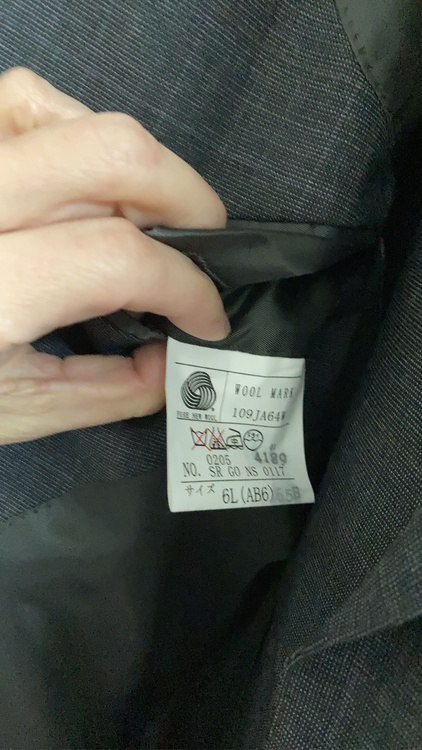 WOOL MARK
109JA64W
PURE NEW WOOL
0205 4189
NO. SR GO NS 0117
サイズ 6L(AB6)